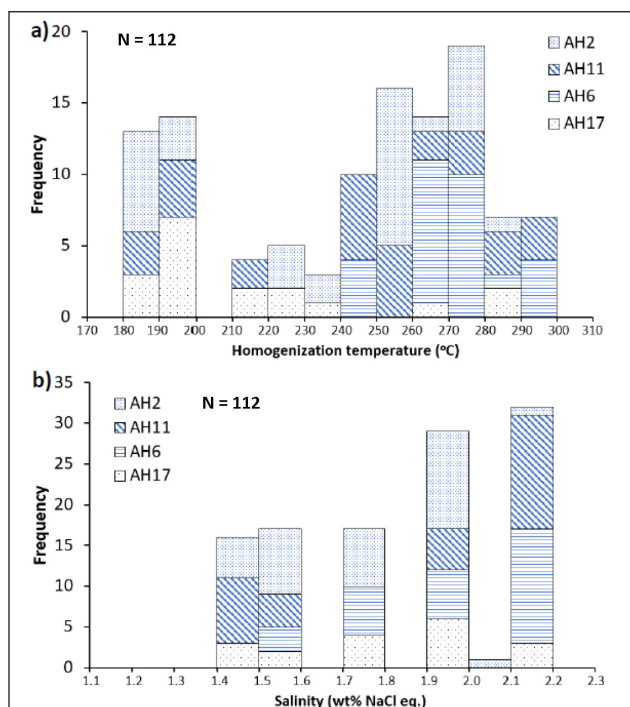 a)
N = 112
AH2
AH11
AH6
AH17
20
15
10
5
0
Frequency
170 180 190 200 210 220 230 240 250 260 270 280 290 300 310
Homogenization temperature (°C)
b)
N = 112
AH2
AH11
AH6
AH17
35
30
25
20
15
10
5
0
Frequency
1.1 1.2 1.3 1.4 1.5 1.6 1.7 1.8 1.9 2.0 2.1 2.2 2.3
Salinity (wt% NaCl eq.)